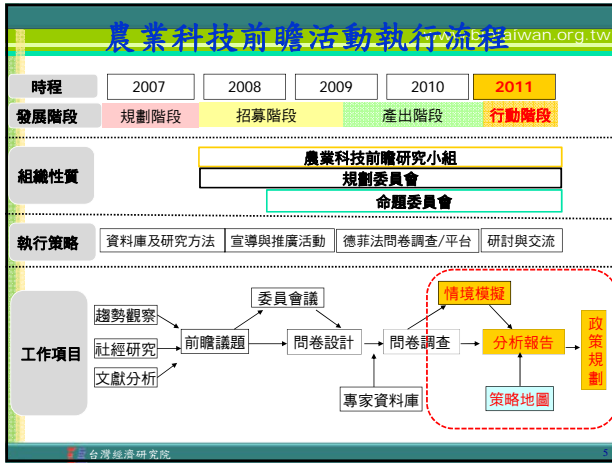 農業科技前瞻活動執行流程
時程 2007 2008 2009 2010 2011
發展階段 規劃階段 招募階段 產出階段 行動階段
組織性質
農業科技前瞻研究小組
規劃委員會
命題委員會
執行策略 資料庫及研究方法 宣導與推廣活動 德菲法問卷調查/平台 研討與交流
工作項目
趨勢觀察
社經研究
文獻分析
前瞻議題
委員會議
問卷設計
問卷調查
專家資料庫
情境模擬
分析報告
策略地圖
政策規劃
台灣經濟研究院
5